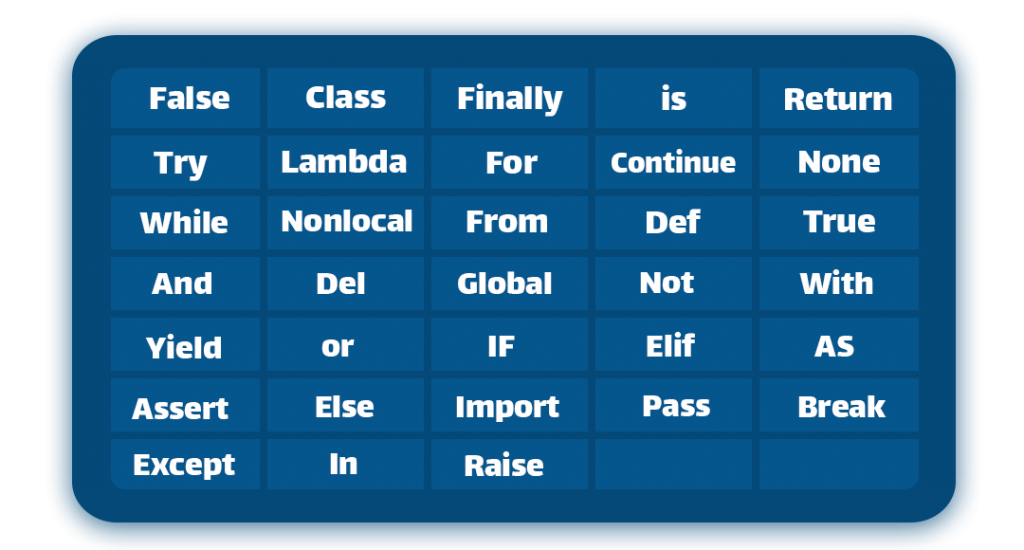 False Class Finally is Return
Try Lambda For Continue None
While Nonlocal From Def True
And Del Global Not With
Yield or IF Elif AS
Assert Else Import Pass Break
Except In Raise